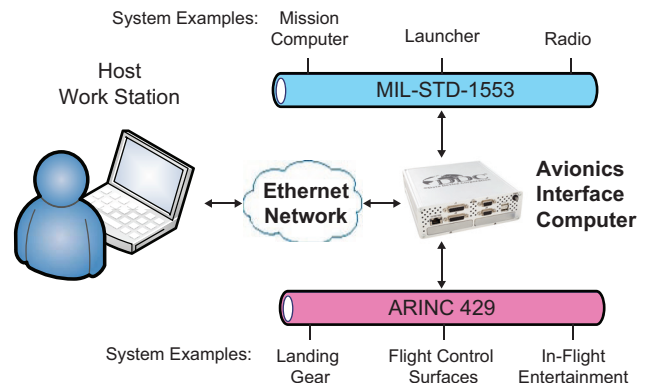 System Examples:
Mission
Computer
Launcher
Radio
Host
Work Station
MIL-STD-1553
Ethernet
Network
DDC
Avionics
Interface
Computer
ARINC 429
System Examples:
Landing
Gear
Flight Control
Surfaces
In-Flight
Entertainment